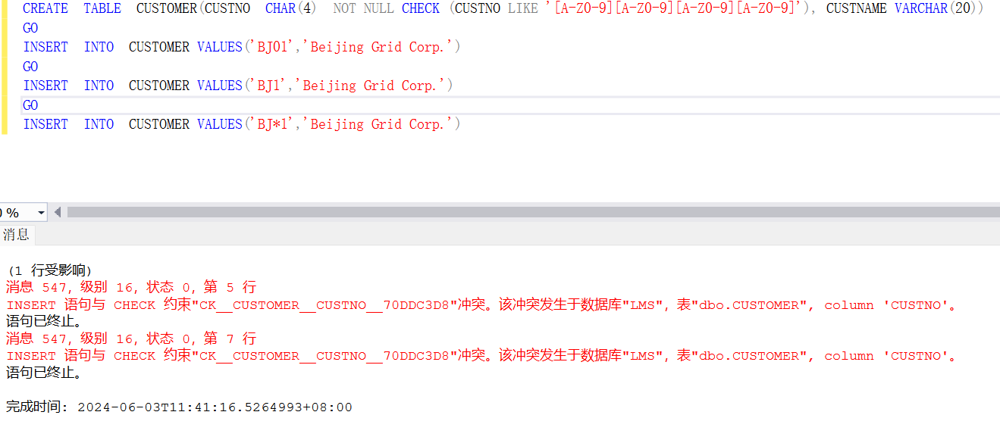 CREATE TABLE CUSTOMER(CUSTNO CHAR(4) NOT NULL CHECK (CUSTNO LIKE '[A-Z0-9][A-Z0-9][A-Z0-9][A-Z0-9]'), CUSTNAME VARCHAR(20))
GO
INSERT INTO CUSTOMER VALUES('BJ01','Beijing Grid Corp.')
GO
INSERT INTO CUSTOMER VALUES('BJ1','Beijing Grid Corp.')
GO
INSERT INTO CUSTOMER VALUES('BJ*1','Beijing Grid Corp.')
0 %
消息
(1 行受影响)
消息 547，级别 16，状态 0，第 5 行
INSERT 语句与 CHECK 约束"CK__CUSTOMER__CUSTNO__70DDC3D8"冲突。该冲突发生于数据库"LMS"，表"dbo.CUSTOMER", column 'CUSTNO'。
语句已终止。
消息 547，级别 16，状态 0，第 7 行
INSERT 语句与 CHECK 约束"CK__CUSTOMER__CUSTNO__70DDC3D8"冲突。该冲突发生于数据库"LMS"，表"dbo.CUSTOMER", column 'CUSTNO'。
语句已终止。
完成时间: 2024-06-03T11:41:16.5264993+08:00